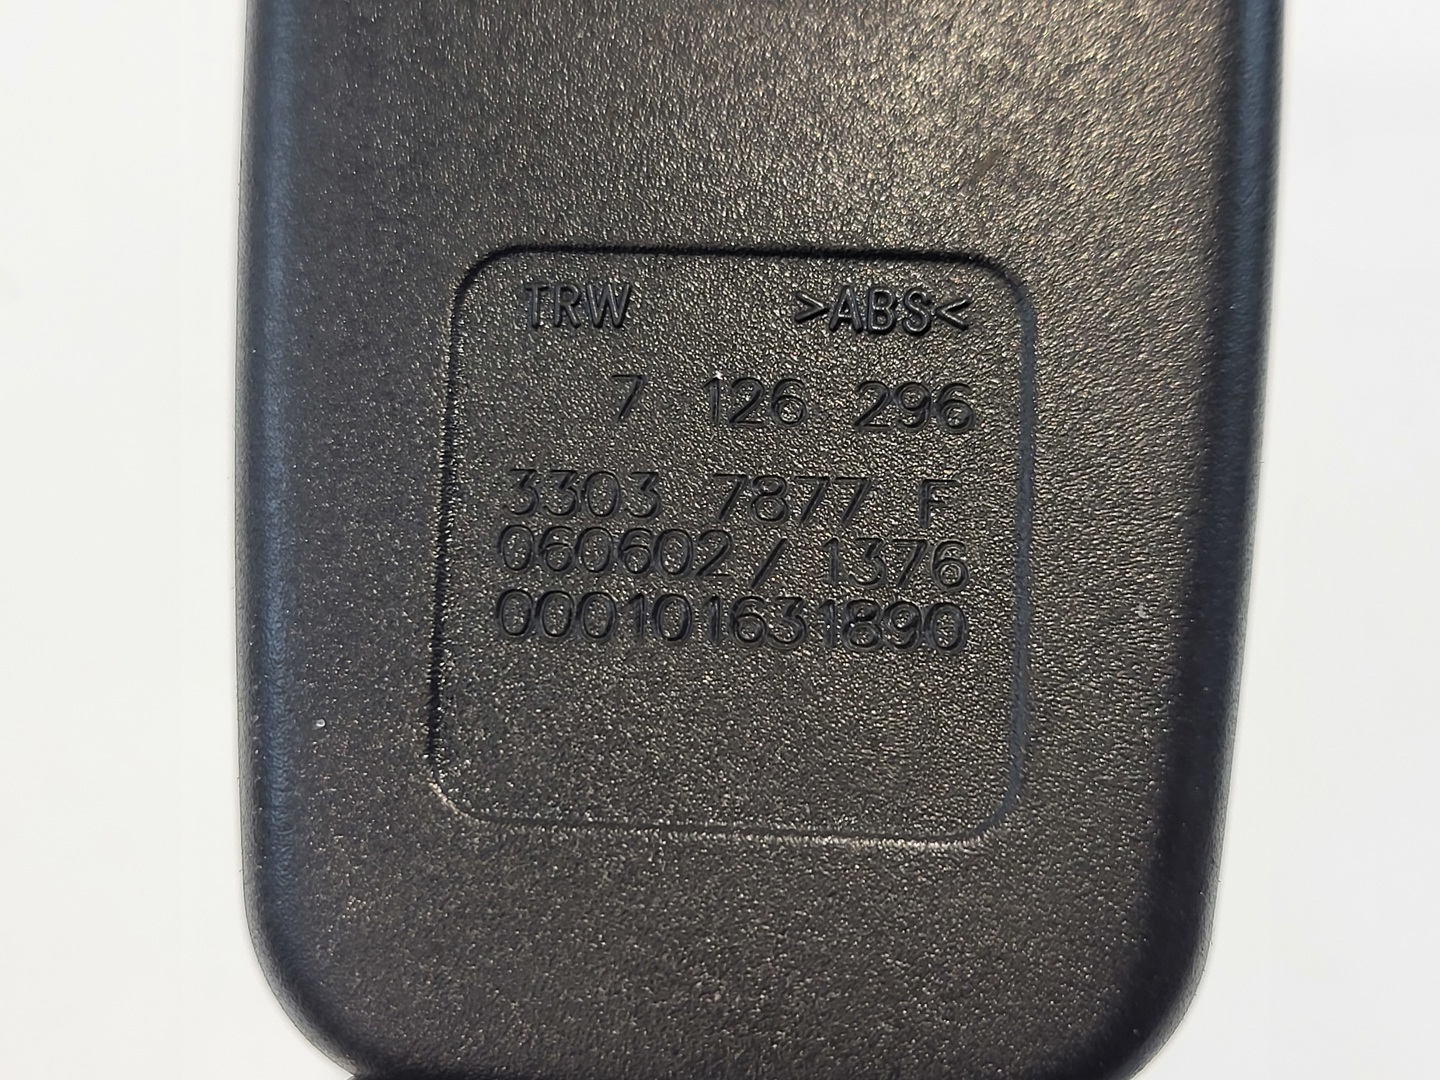 TRW >ABS<
7 126 296
3303 7877 F
060602 / 1376
000101631890